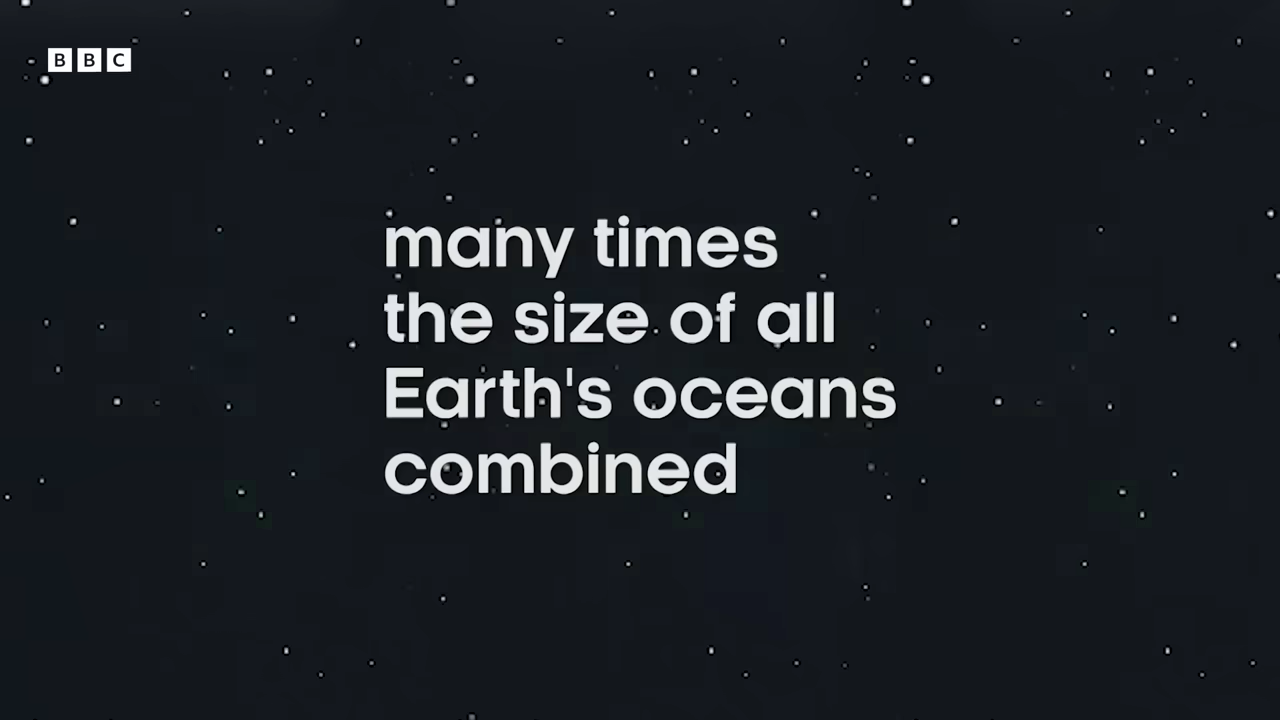 BBC
many times
the size of all
Earth's oceans
combined